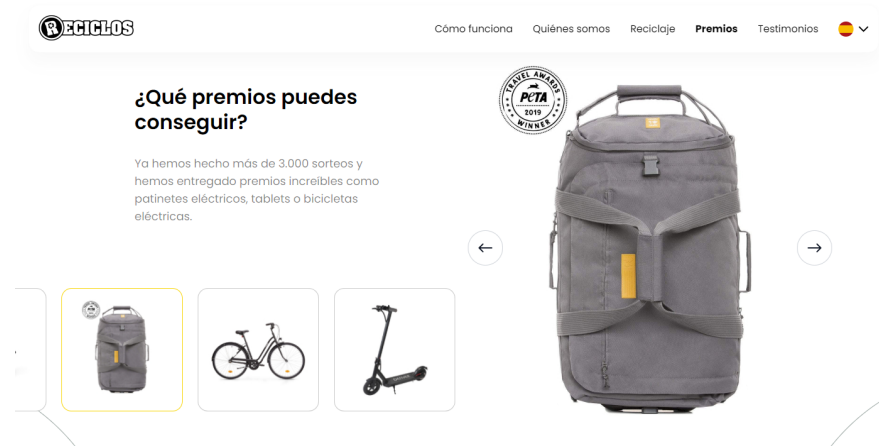 RECICLOS
Cómo funciona
Quiénes somos
Reciclaje
Premios
Testimonios
¿Qué premios puedes
conseguir?
Ya hemos hecho más de 3.000 sorteos y
hemos entregado premios increíbles como
patinetes eléctricos, tablets o bicicletas
eléctricas.
TRAVEL AWARDS
PETA
2019
WINNER
PETA